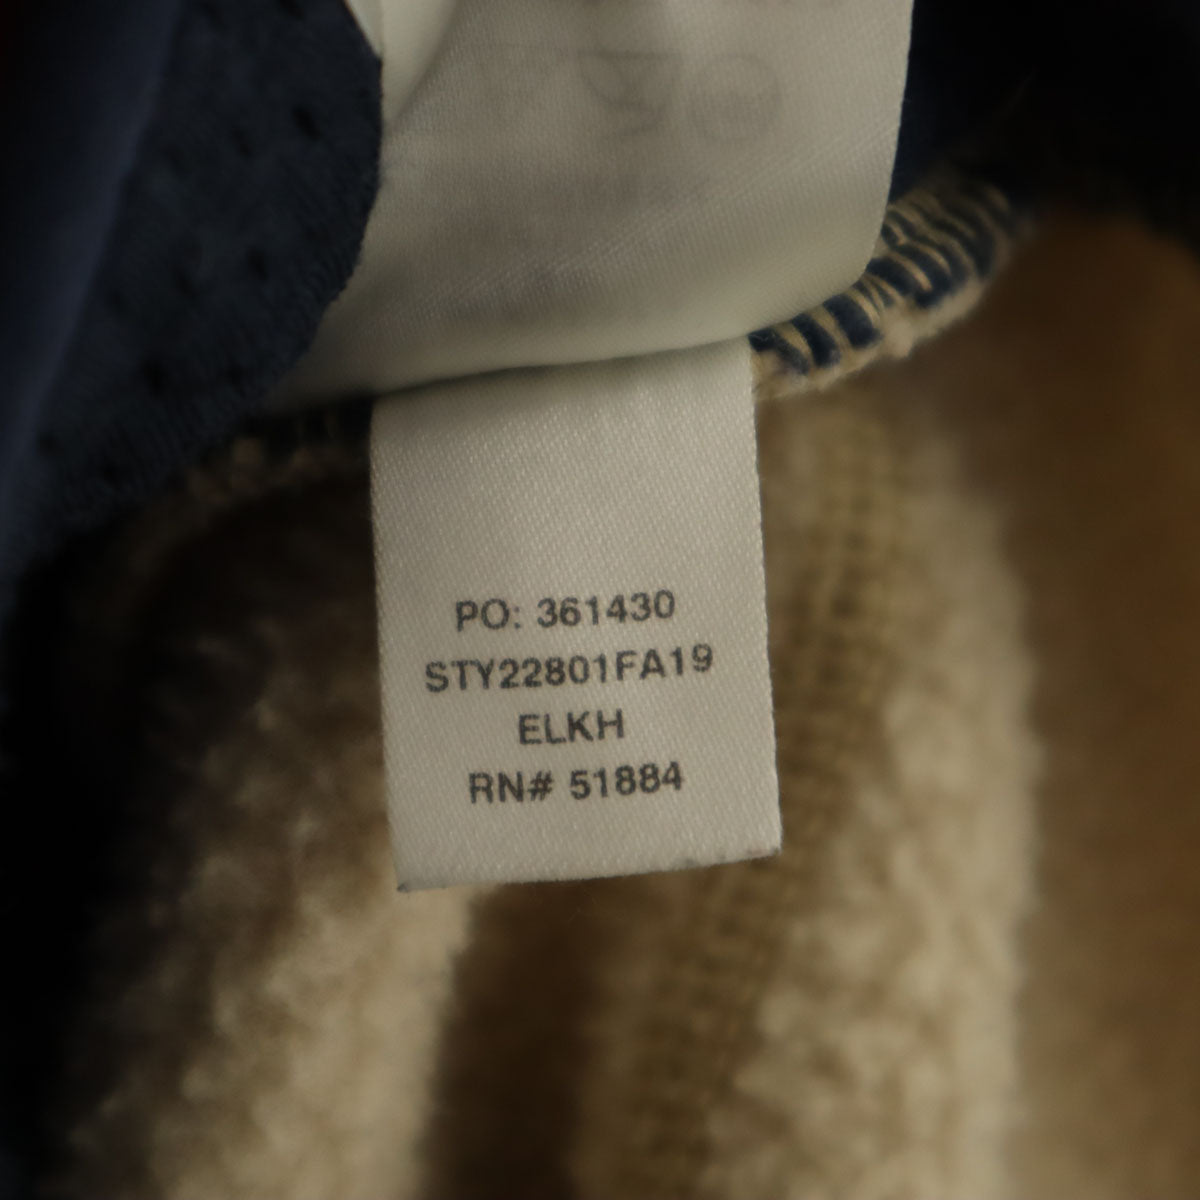 PO: 361430
STY22801FA19
ELKH
RN# 51884